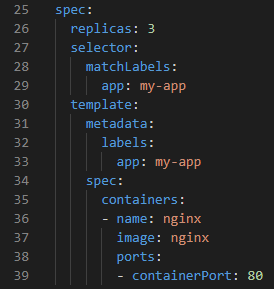 25 spec:
26   replicas: 3
27   selector:
28     matchLabels:
29       app: my-app
30   template:
31     metadata:
32       labels:
33         app: my-app
34     spec:
35       containers:
36       - name: nginx
37         image: nginx
38         ports:
39         - containerPort: 80